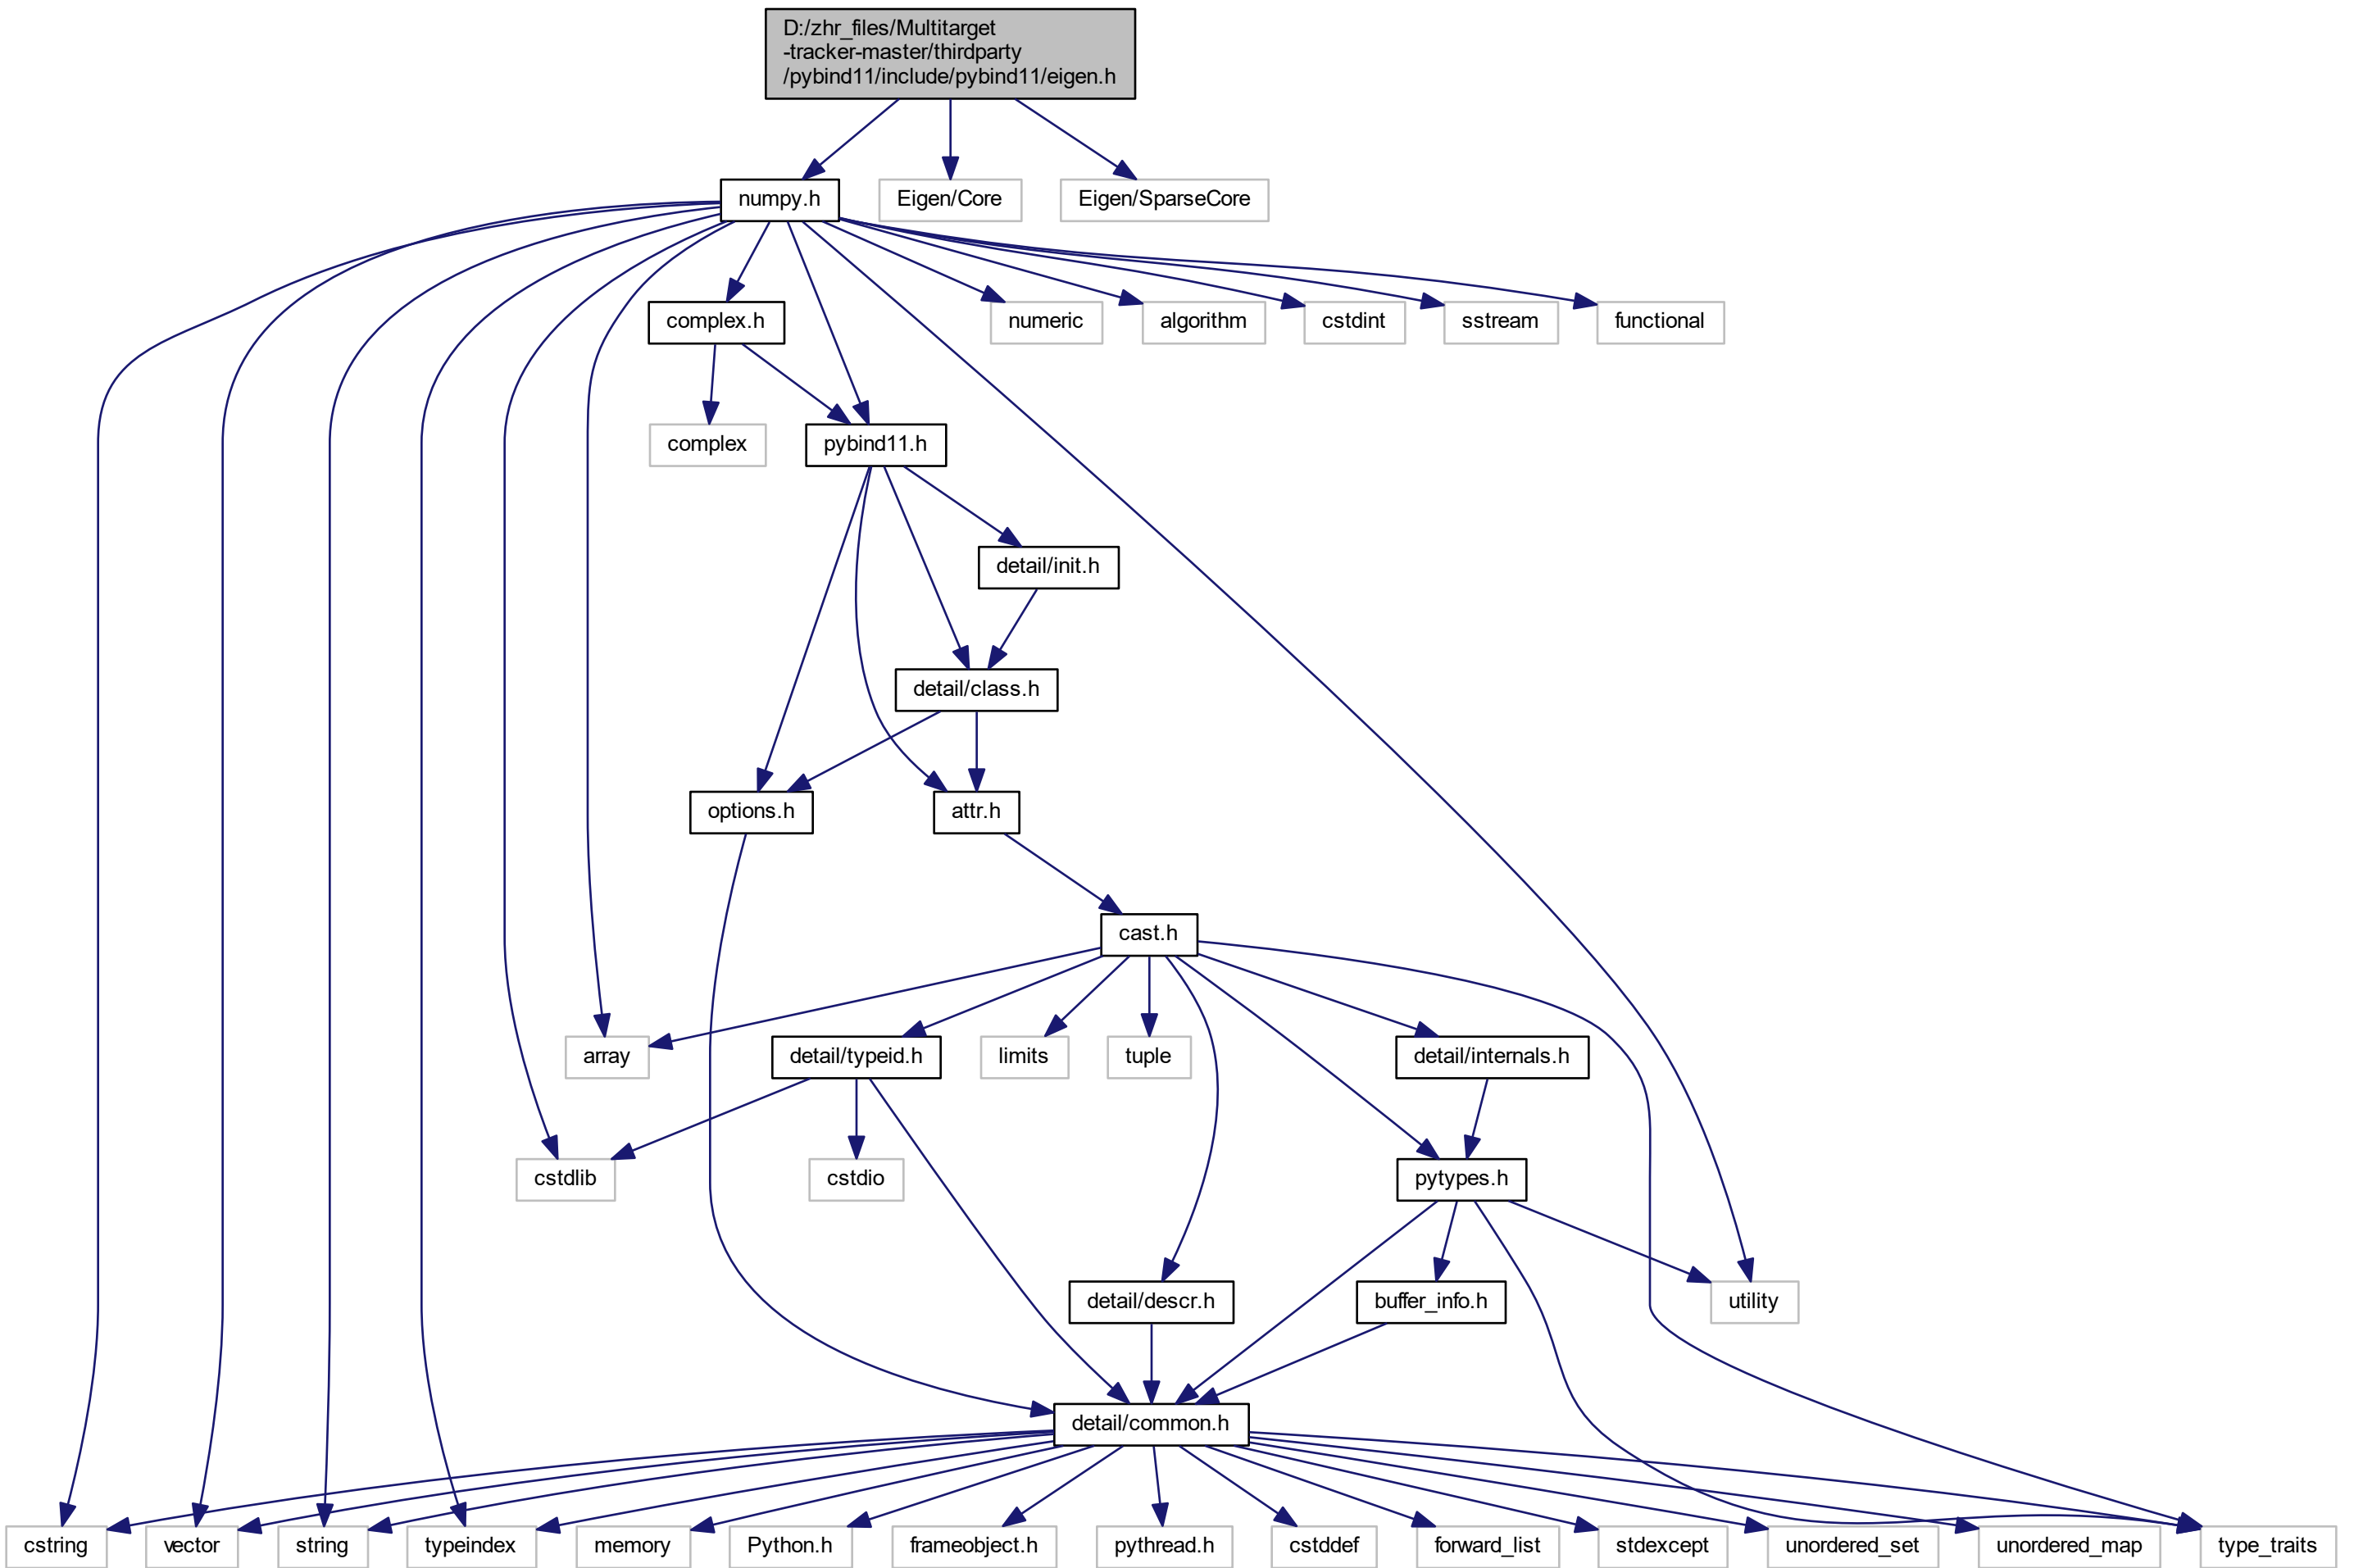 D:/zhr_files/Multitarget
-tracker-master/thirdparty
/pybind11/include/pybind11/eigen.h
numpy.h
Eigen/Core
Eigen/SparseCore
complex.h
numeric
algorithm
cstdint
sstream
functional
complex
pybind11.h
detail/init.h
detail/class.h
options.h
attr.h
cast.h
array
detail/typeid.h
limits
tuple
detail/internals.h
cstdlib
cstdio
pytypes.h
detail/descr.h
buffer_info.h
utility
detail/common.h
cstring
vector
string
typeindex
memory
Python.h
frameobject.h
pythread.h
cstddef
forward_list
stdexcept
unordered_set
unordered_map
type_traits